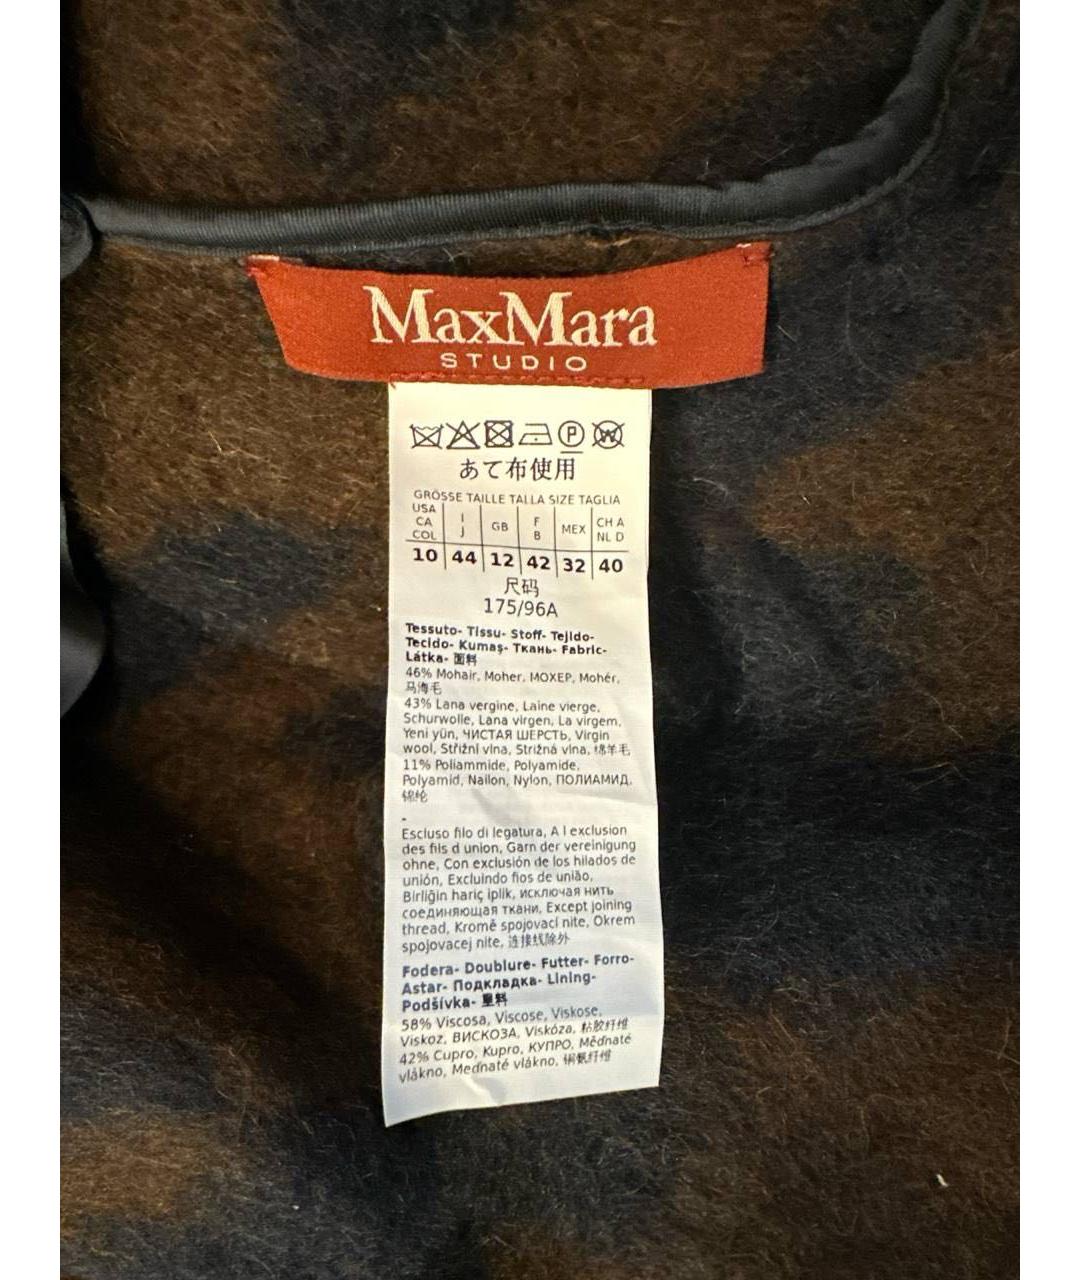 MaxMara
STUDIO
あて布使用
GRÖSSE TAILLE TALLA SIZE TAGLIA
USA CA COL | I J | GB | F B | MEX | CH A NL D
10 | 44 | 12 | 42 | 32 | 40
尺码
175/96A
Tessuto- Tissu- Stoff- Tejido-
Tecido- Kumaş- Ткань- Fabric-
Látka- 面料
46% Mohair, Moher, МОХЕР, Mohér,
马海毛
43% Lana vergine, Laine vierge,
Schurwolle, Lana virgen, La virgem,
Yeni yün, ЧИСТАЯ ШЕРСТЬ, Virgin
wool, Střižní vlna, Strižná vlna, 绵羊毛
11% Poliammide, Polyamide,
Polyamid, Nailon, Nylon, ПОЛИАМИД,
锦纶
-
Escluso filo di legatura, A l exclusion
des fils d union, Garn der vereinigung
ohne, Con exclusión de los hilados de
unión, Excluindo fios de união,
Birliğin hariç iplik, исключая нить
соединяющая ткани, Except joining
thread, Kromě spojovací nite, Okrem
spojovacej nite, 连接线除外
Fodera- Doublure- Futter- Forro-
Astar- Подкладка- Lining-
Podšívka- 里料
58% Viscosa, Viscose, Viskose,
Viskoz, ВИСКОЗА, Viskóza, 粘胶纤维
42% Cupro, Kupro, КУПРО, Měďnaté
vlákno, Meďnaté vlákno, 铜氨纤维